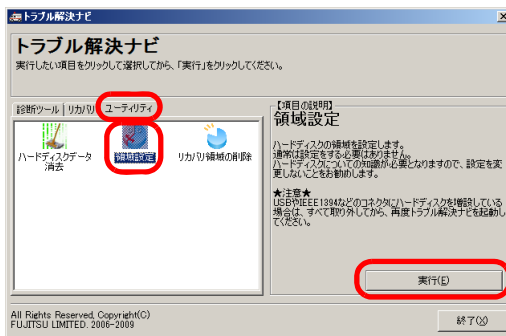 トラブル解決ナビ
トラブル解決ナビ
実行したい項目をクリックして選択してから、「実行」をクリックしてください。
診断ツール
リカバリ
ユーティリティ
ハードディスクデータ
消去
領域設定
リカバリ領域の削除
【項目の説明】
領域設定
ハードディスクの領域を設定します。
通常は設定をする必要はありません。
ハードディスクについての知識が必要となりますので、設定を変
更しないことをお勧めします。
★注意★
USBやIEEE1394などのコネクタにハードディスクを増設している
場合は、すべて取り外してから、再度トラブル解決ナビを起動し
てください。
実行(E)
All Rights Reserved, Copyright(C)
FUJITSU LIMITED. 2006-2009
終了(X)